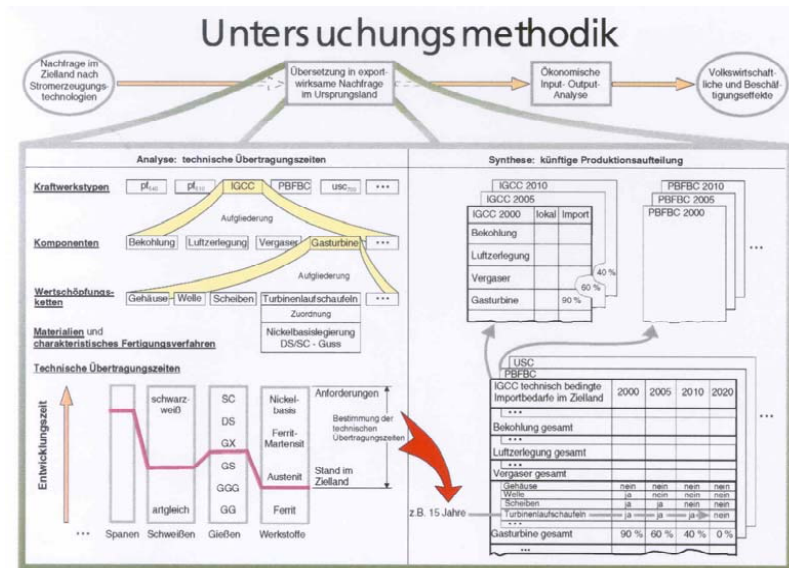 Untersuchungsmethodik
Nachfrage im
Zielland nach
Stromerzeugungs-
technologien
Übersetzung in export-
wirksame Nachfrage
im Ursprungsland
Ökonomische
Input- Output-
Analyse
Volkswirtschaft-
liche und Beschäf-
tigungseffekte
Analyse: technische Übertragungszeiten
Kraftwerkstypen
IGCC
PBFBC
usc700
...
Aufgliederung
Komponenten
Bekohlung
Luftzerlegung
Vergaser
Gasturbine
...
Aufgliederung
Wertschöpfungs-
ketten
Gehäuse
Welle
Scheiben
Turbinenlaufschaufeln
...
Zuordnung
Materialien und
charakteristisches Fertigungsverfahren
Nickelbasislegierung
DS/SC - Guss
Technische Übertragungszeiten
Entwicklungszeit
schwarz-
weiß
artgleich
SC
DS
GX
GS
GGG
GG
Nickel-
basis
Ferrit-
Martensit
Austenit
Ferrit
Anforderungen
Bestimmung der
technischen
Übertragungszeiten
Stand im
Zielland
... Spanen Schweißen Gießen Werkstoffe
z.B. 15 Jahre
Synthese: künftige Produktionsaufteilung
IGCC 2010
IGCC 2005
IGCC 2000 lokal Import
Bekohlung
Luftzerlegung
Vergaser
Gasturbine 90 %
60 %
40 %
PBFBC 2010
PBFBC 2005
PBFBC 2000
...
USC
PBFBC
IGCC technisch bedingte
Importbedarfe im Zielland
2000 2005 2010 2020
...
Bekohlung gesamt
...
Luftzerlegung gesamt
...
Vergaser gesamt
Gehäuse nein nein nein nein
Welle ja nein nein nein
Scheiben ja ja nein nein
Turbinenlaufschaufeln ja ja ja nein
...
Gasturbine gesamt 90 % 60 % 40 % 0 %
...
...